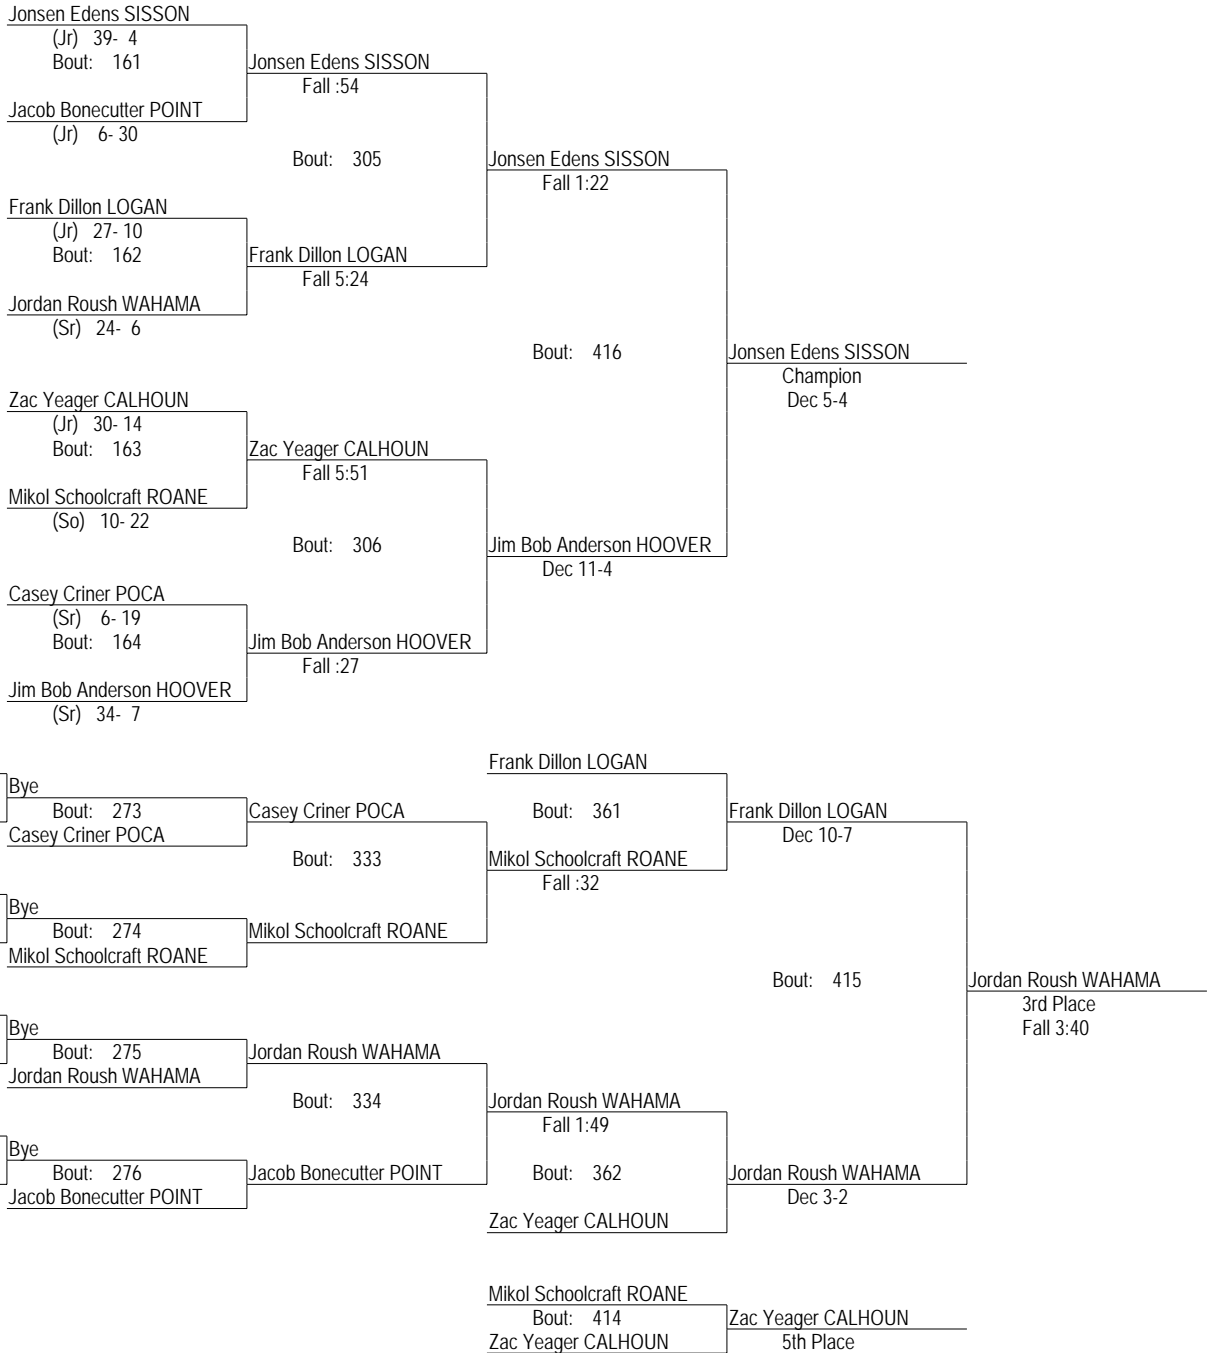 Jonsen Edens SISSON
(Jr) 39- 4
Bout: 161
Jonsen Edens SISSON
Fall :54
Jacob Bonecutter POINT
(Jr) 6- 30
Bout: 305
Jonsen Edens SISSON
Fall 1:22
Frank Dillon LOGAN
(Jr) 27- 10
Bout: 162
Frank Dillon LOGAN
Fall 5:24
Jordan Roush WAHAMA
(Sr) 24- 6
Bout: 416
Jonsen Edens SISSON
Champion
Dec 5-4
Zac Yeager CALHOUN
(Jr) 30- 14
Bout: 163
Zac Yeager CALHOUN
Fall 5:51
Mikol Schoolcraft ROANE
(So) 10- 22
Bout: 306
Jim Bob Anderson HOOVER
Dec 11-4
Casey Criner POCA
(Sr) 6- 19
Bout: 164
Jim Bob Anderson HOOVER
Fall :27
Jim Bob Anderson HOOVER
(Sr) 34- 7
Frank Dillon LOGAN
Bye
Bout: 273
Casey Criner POCA
Casey Criner POCA
Bout: 361
Frank Dillon LOGAN
Dec 10-7
Bout: 333
Mikol Schoolcraft ROANE
Fall :32
Bye
Bout: 274
Mikol Schoolcraft ROANE
Mikol Schoolcraft ROANE
Bout: 415
Jordan Roush WAHAMA
3rd Place
Fall 3:40
Bye
Bout: 275
Jordan Roush WAHAMA
Jordan Roush WAHAMA
Bout: 334
Jordan Roush WAHAMA
Fall 1:49
Bye
Bout: 276
Jacob Bonecutter POINT
Jacob Bonecutter POINT
Bout: 362
Jordan Roush WAHAMA
Dec 3-2
Zac Yeager CALHOUN
Mikol Schoolcraft ROANE
Bout: 414
Zac Yeager CALHOUN
Zac Yeager CALHOUN
5th Place